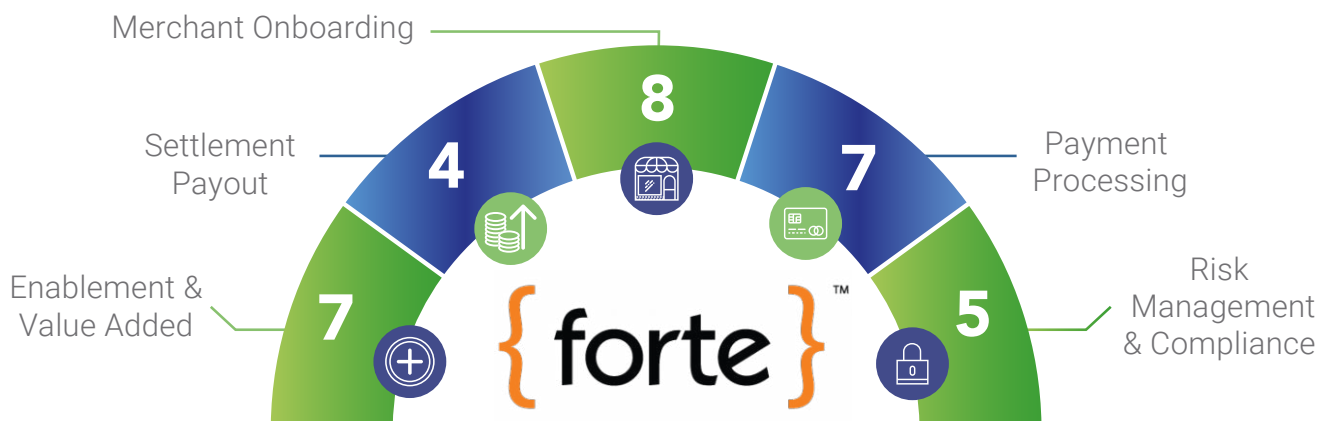 Merchant Onboarding
8
Settlement
Payout
4
7
Payment
Processing
Enablement &
Value Added
7
{forte}™
5
Risk
Management
& Compliance
0